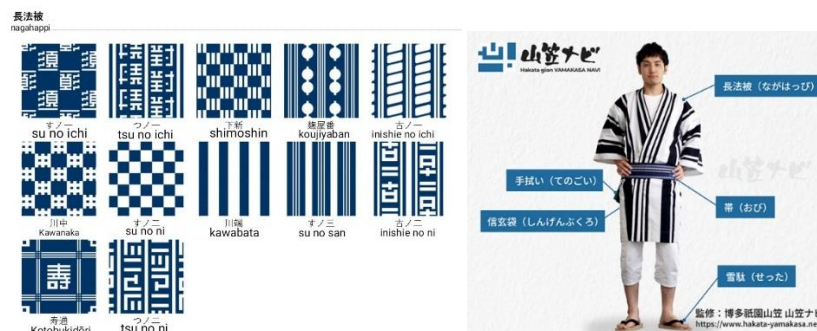 長法被
nagahappi
すノ一
su no ichi
つノ一
tsu no ichi
下新
shimoshin
麹屋番
koujiyaban
古ノ一
inishie no ichi
川中
Kawanaka
すノ二
su no ni
川端
kawabata
すノ三
su no san
古ノ二
inishie no ni
寿
寿通
Kotobukidōri
つノ二
tsu no ni
山笠ナビ
Hakata gion YAMAKASA NAVI
長法被（ながはっぴ）
山笠ナビ
手拭い（てのごい）
帯（おび）
信玄袋（しんげんぶくろ）
雪駄（せった）
監修：博多祇園山笠 山笠ナビ
https://www.hakata-yamakasa.ne